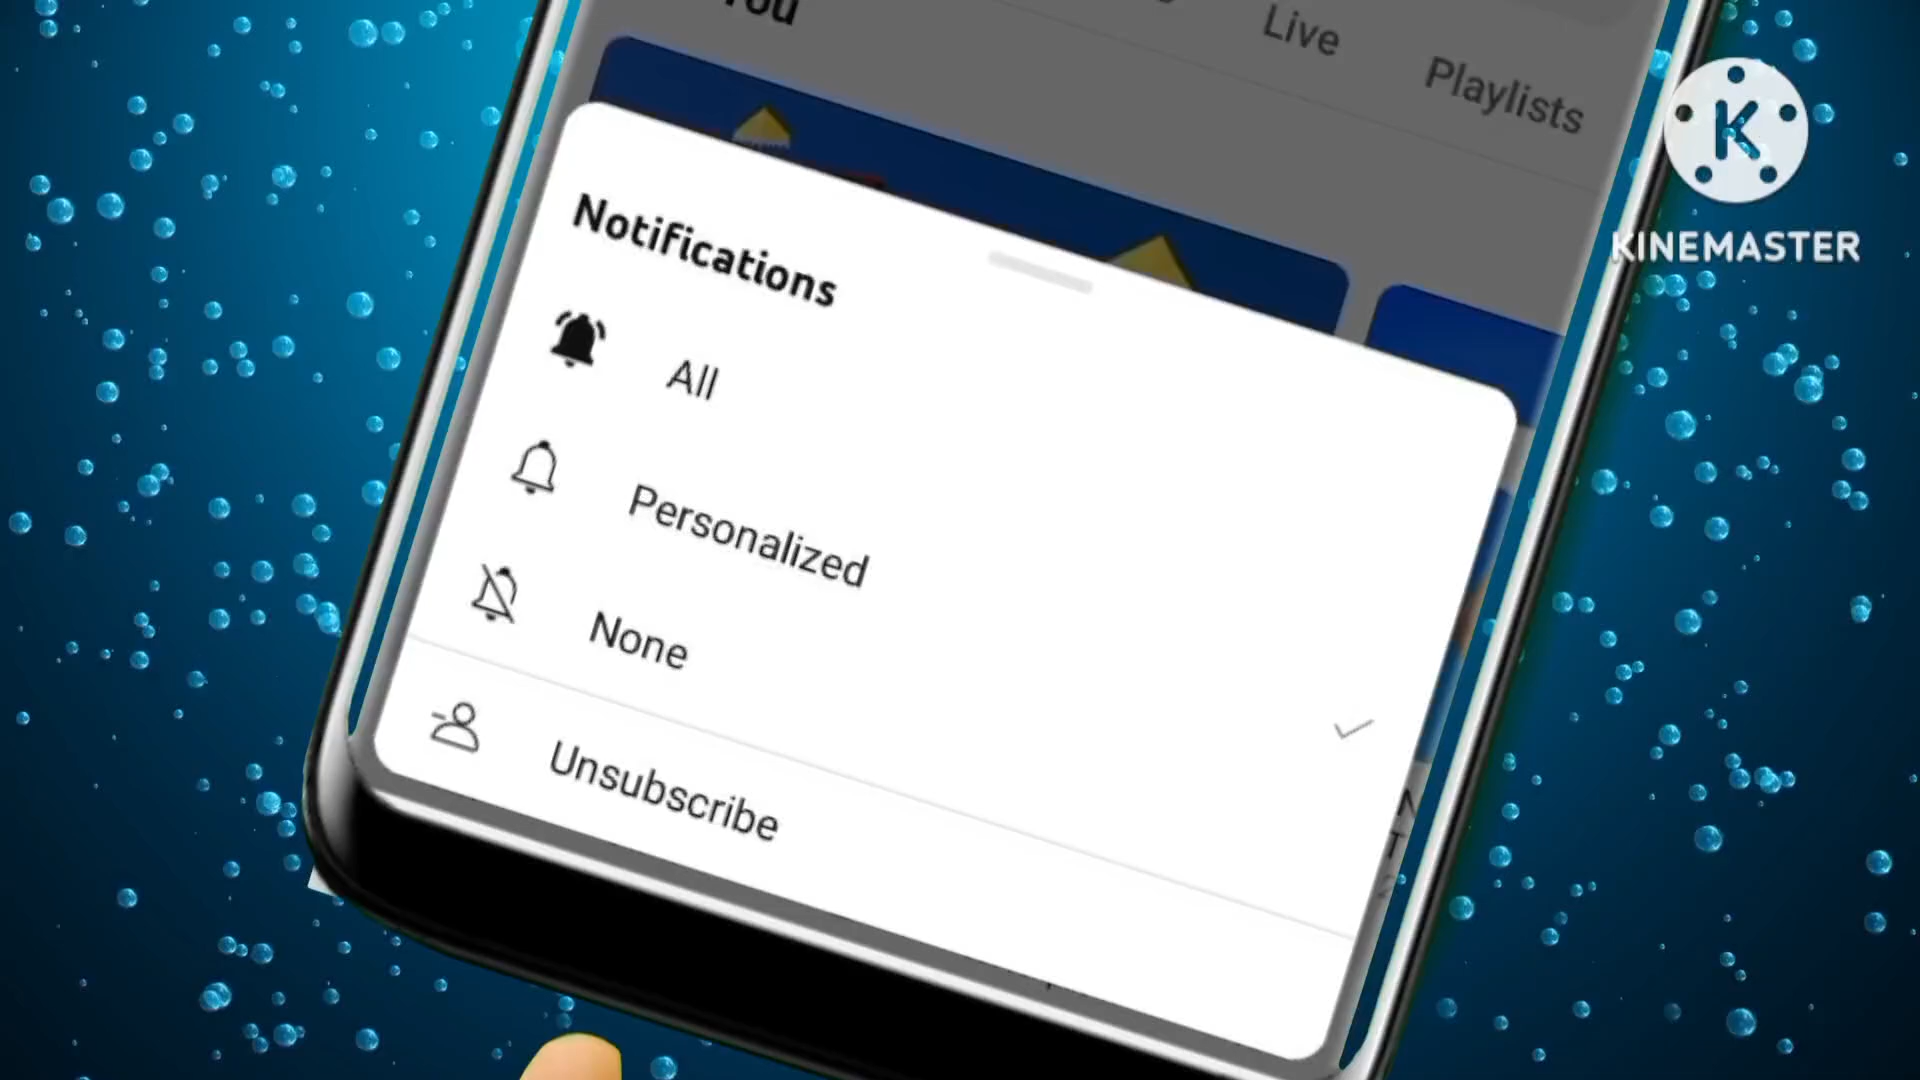 You
Live
Playlists
K
KINEMASTER
Notifications
All
Personalized
None
Unsubscribe